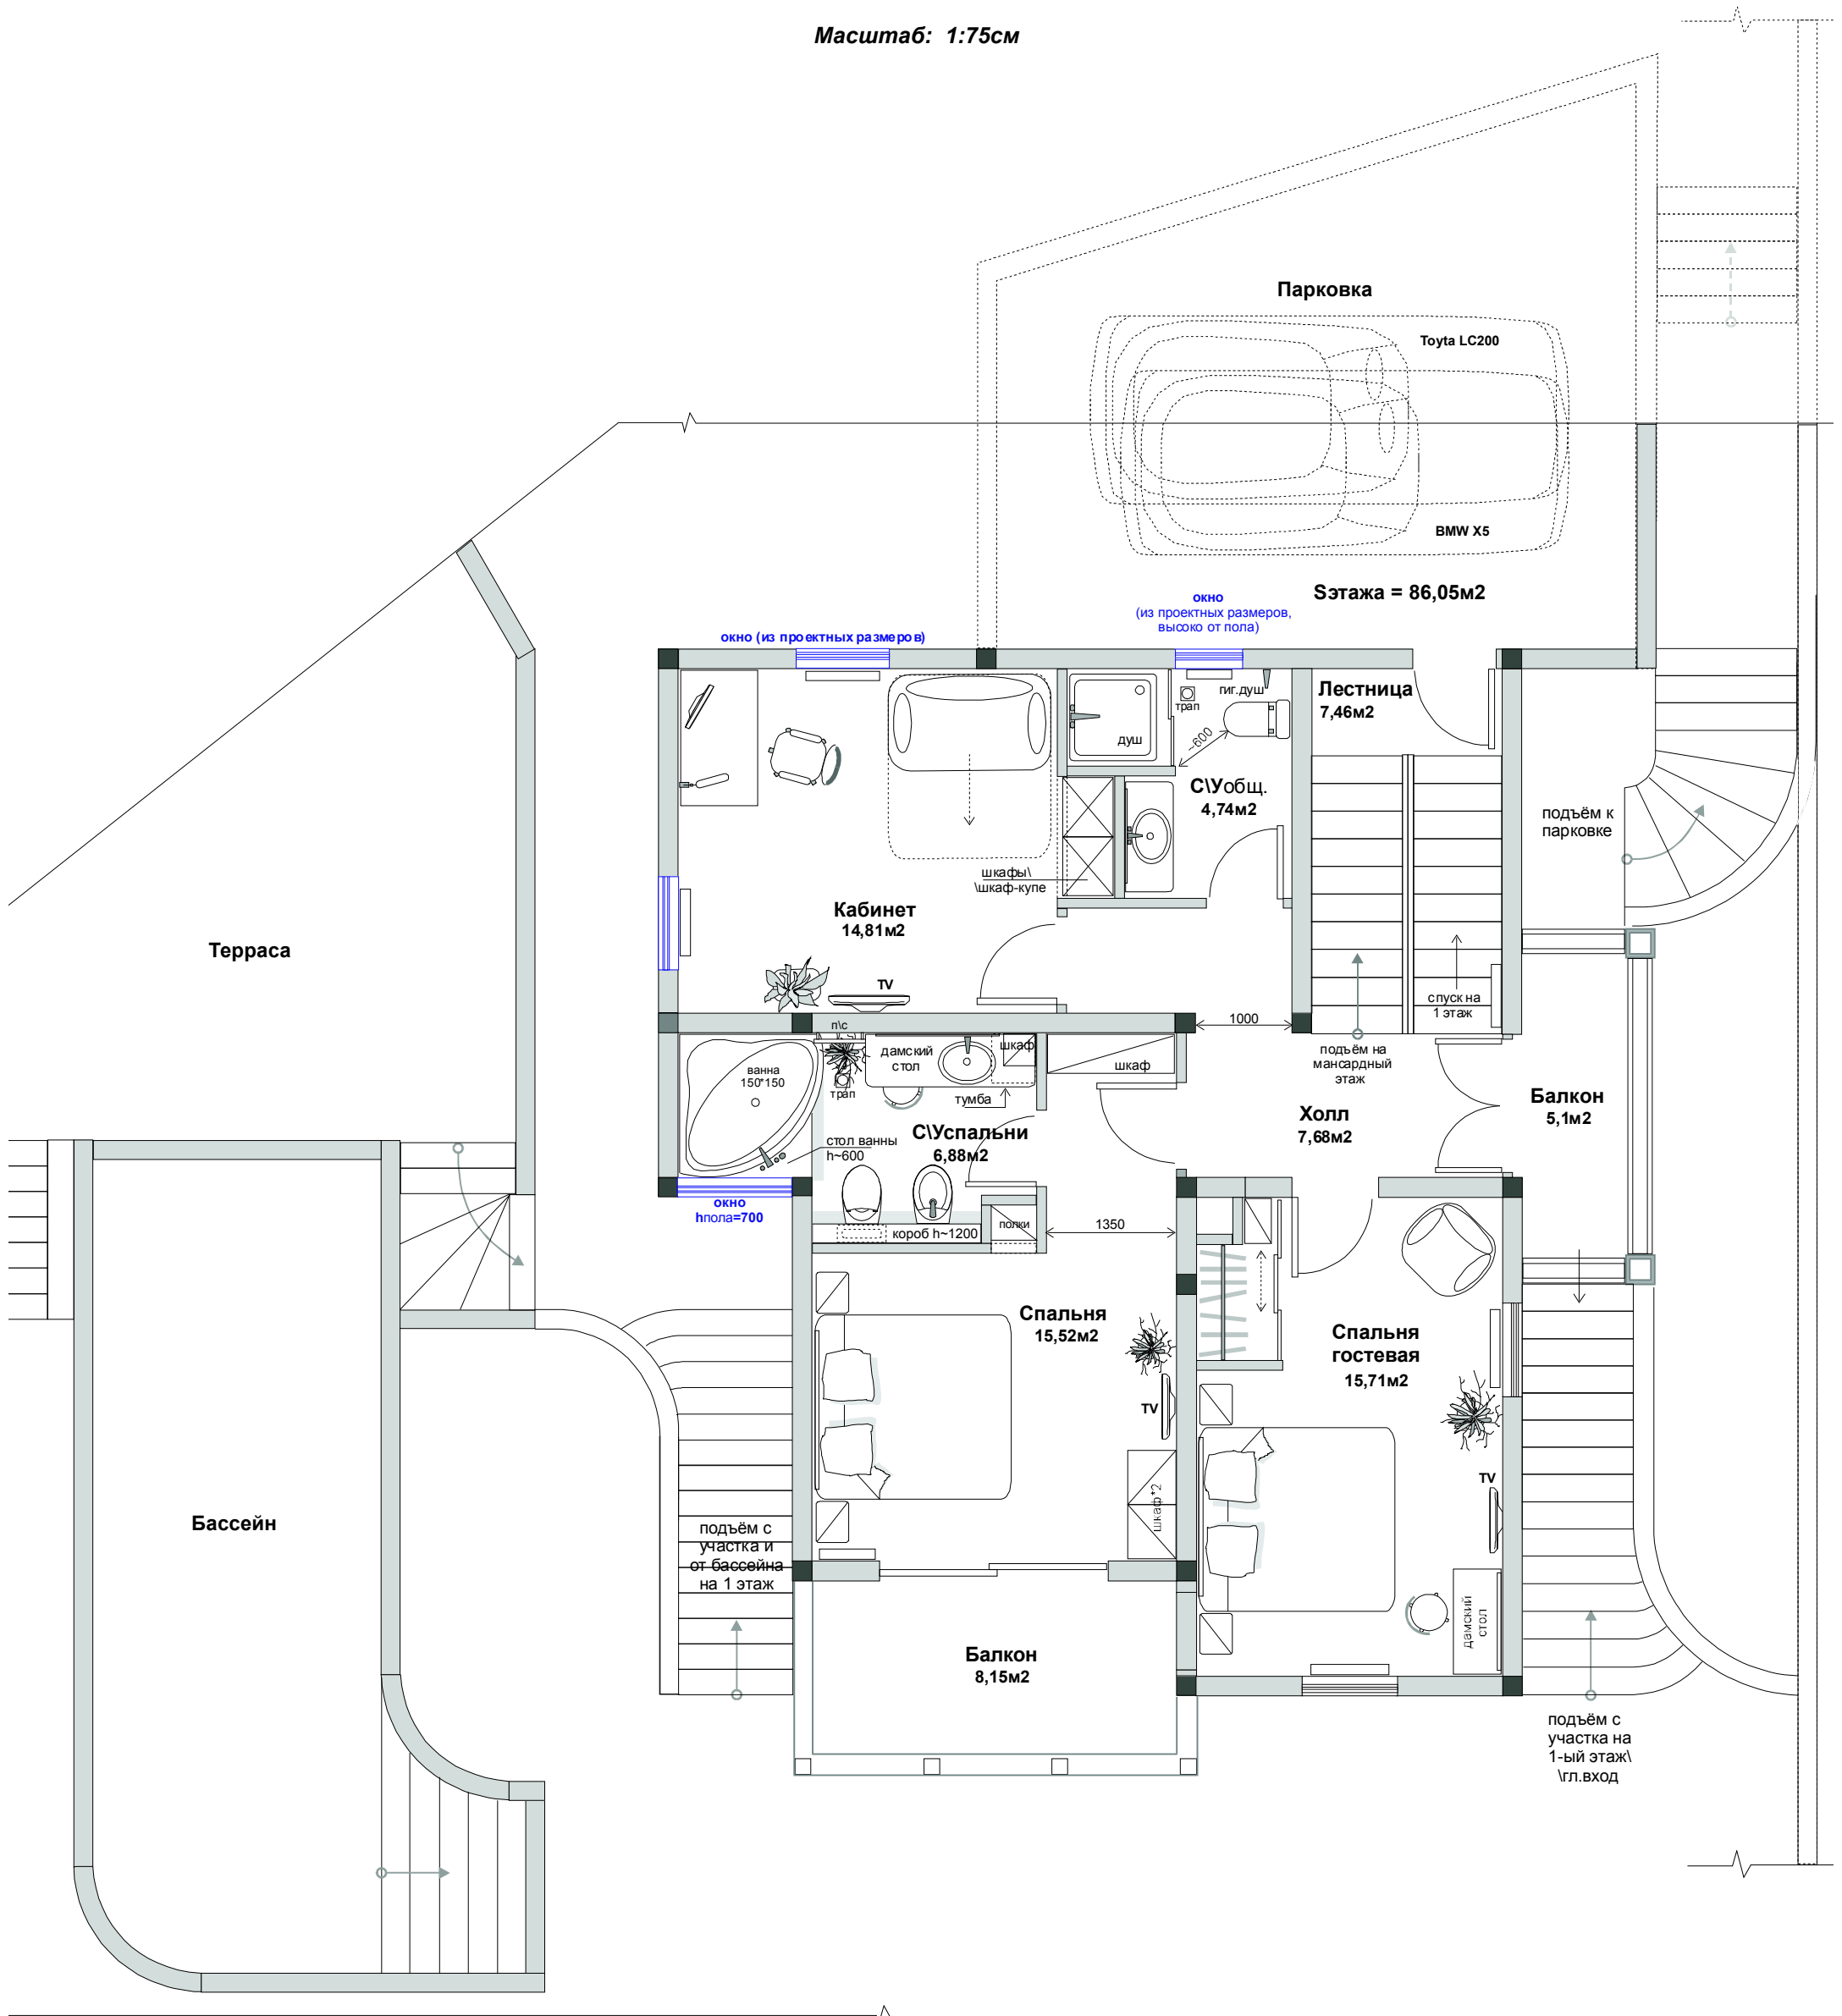 Масштаб: 1:75см
Парковка
Toyta LC200
BMW X5
Sэтажа = 86,05м2
окно
(из проектных размеров,
высоко от пола)
окно (из проектных размеров)
Лестница
7,46м2
гиг.душ
трап
душ
~600
С\Уобщ.
4,74м2
подъём к
парковке
шкафы\
\шкаф-купе
Кабинет
14,81м2
Терраса
TV
спуск на
1 этаж
1000
п\с
дамский
стол
шкаф
шкаф
подъём на
мансардный
этаж
ванна
150*150
трап
тумба
Балкон
5,1м2
Холл
7,68м2
С\Успальни
6,88м2
стол ванны
h~600
окно
hпола=700
короб h~1200
полки
1350
Спальня
15,52м2
Спальня
гостевая
15,71м2
TV
TV
шкаф*2
Бассейн
подъём с
участка и
от бассейна
на 1 этаж
дамский
стол
Балкон
8,15м2
подъём с
участка на
1-ый этаж\
\гл.вход